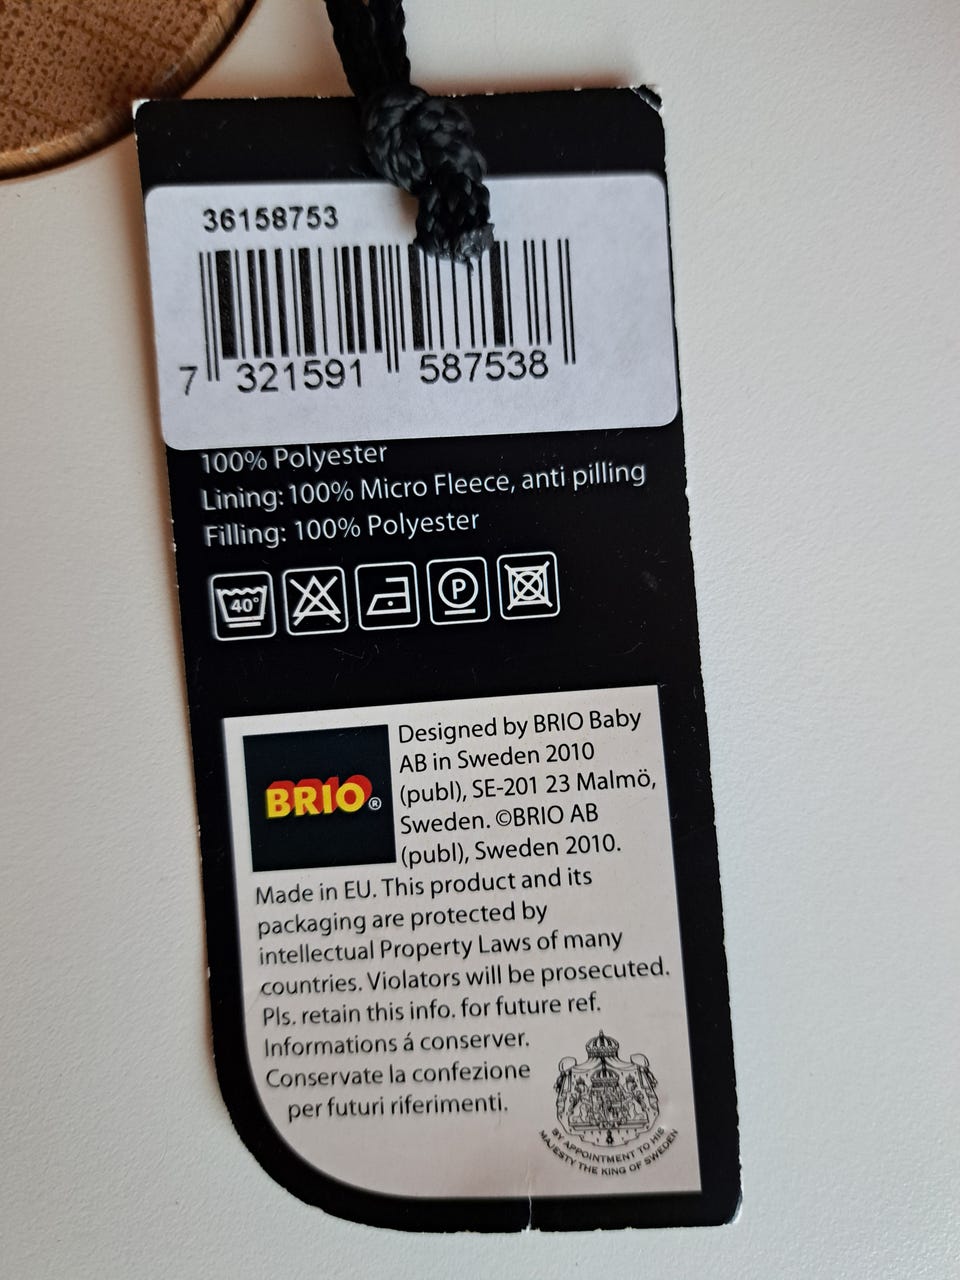 36158753
7 321591 587538
100% Polyester
Lining: 100% Micro Fleece, anti pilling
Filling: 100% Polyester
40°
P
BRIO®
Designed by BRIO Baby
AB in Sweden 2010
(publ), SE-201 23 Malmö,
Sweden. ©BRIO AB
(publ), Sweden 2010.
Made in EU. This product and its
packaging are protected by
intellectual Property Laws of many
countries. Violators will be prosecuted.
Pls. retain this info. for future ref.
Informations á conserver.
Conservate la confezione
per futuri riferimenti.
BY APPOINTMENT TO HIS
MAJESTY THE KING OF SWEDEN